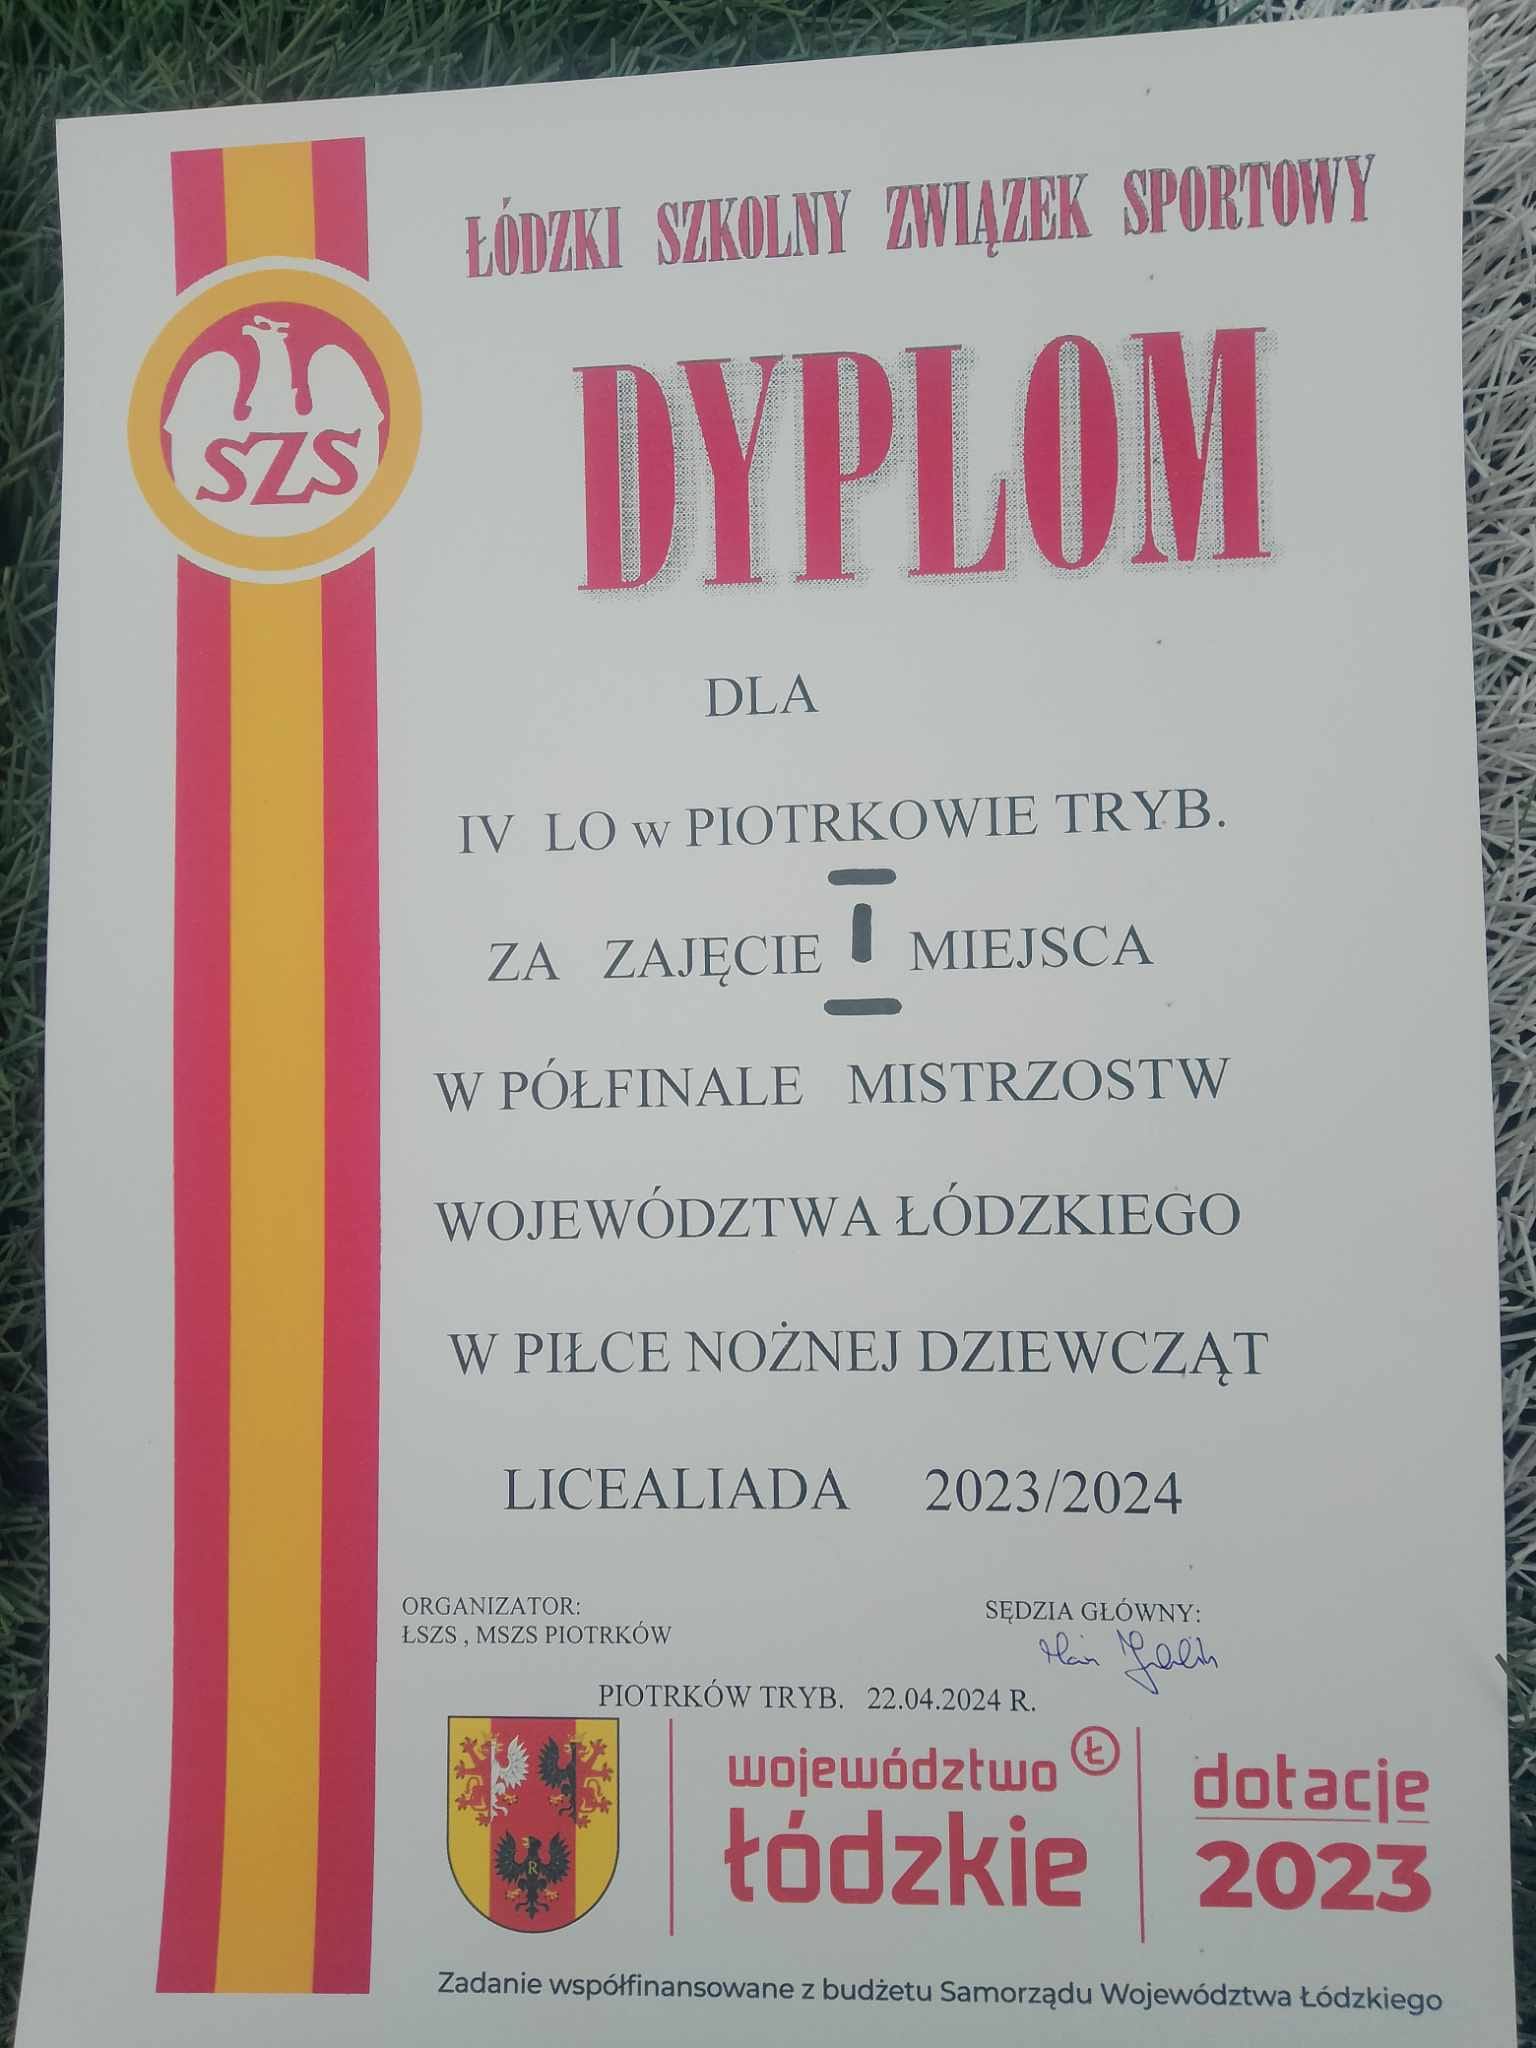 ŁÓDZKI SZKOLNY ZWIĄZEK SPORTOWY
SZS
DYPLOM
DLA
IV LO w PIOTRKOWIE TRYB.
ZA ZAJĘCIE I MIEJSCA
W PÓŁFINALE MISTRZOSTW
WOJEWÓDZTWA ŁÓDZKIEGO
W PIŁCE NOŻNEJ DZIEWCZĄT
LICEALIADA 2023/2024
ORGANIZATOR:
ŁSZS , MSZS PIOTRKÓW
SĘDZIA GŁÓWNY:
PIOTRKÓW TRYB. 22.04.2024 R.
R
województwo Ł
łódzkie
dotacje
2023
Zadanie współfinansowane z budżetu Samorządu Województwa Łódzkiego